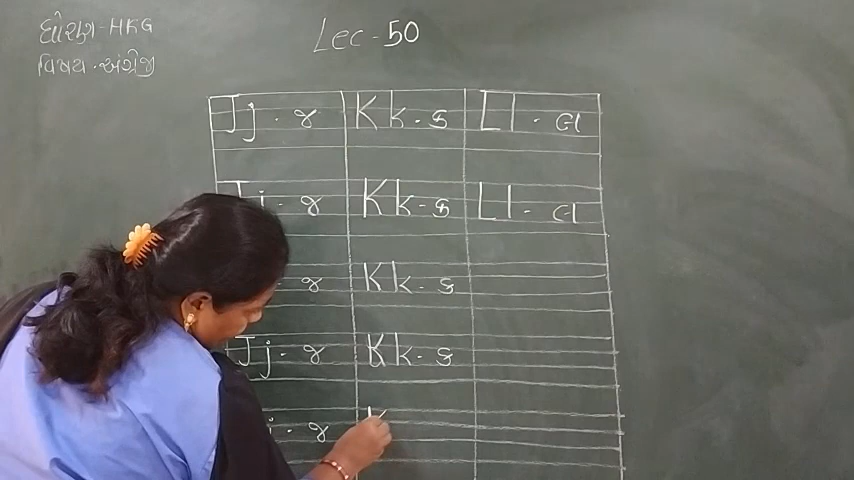 ધોરણ-HKG
વિષય.અંગ્રેજી
Lec-50
Jj. જ Kk. ક Ll. લ
Jj. જ Kk-ક Ll. લ
. જ Kk. ક
Jj. જ Kk. ક
j. જ